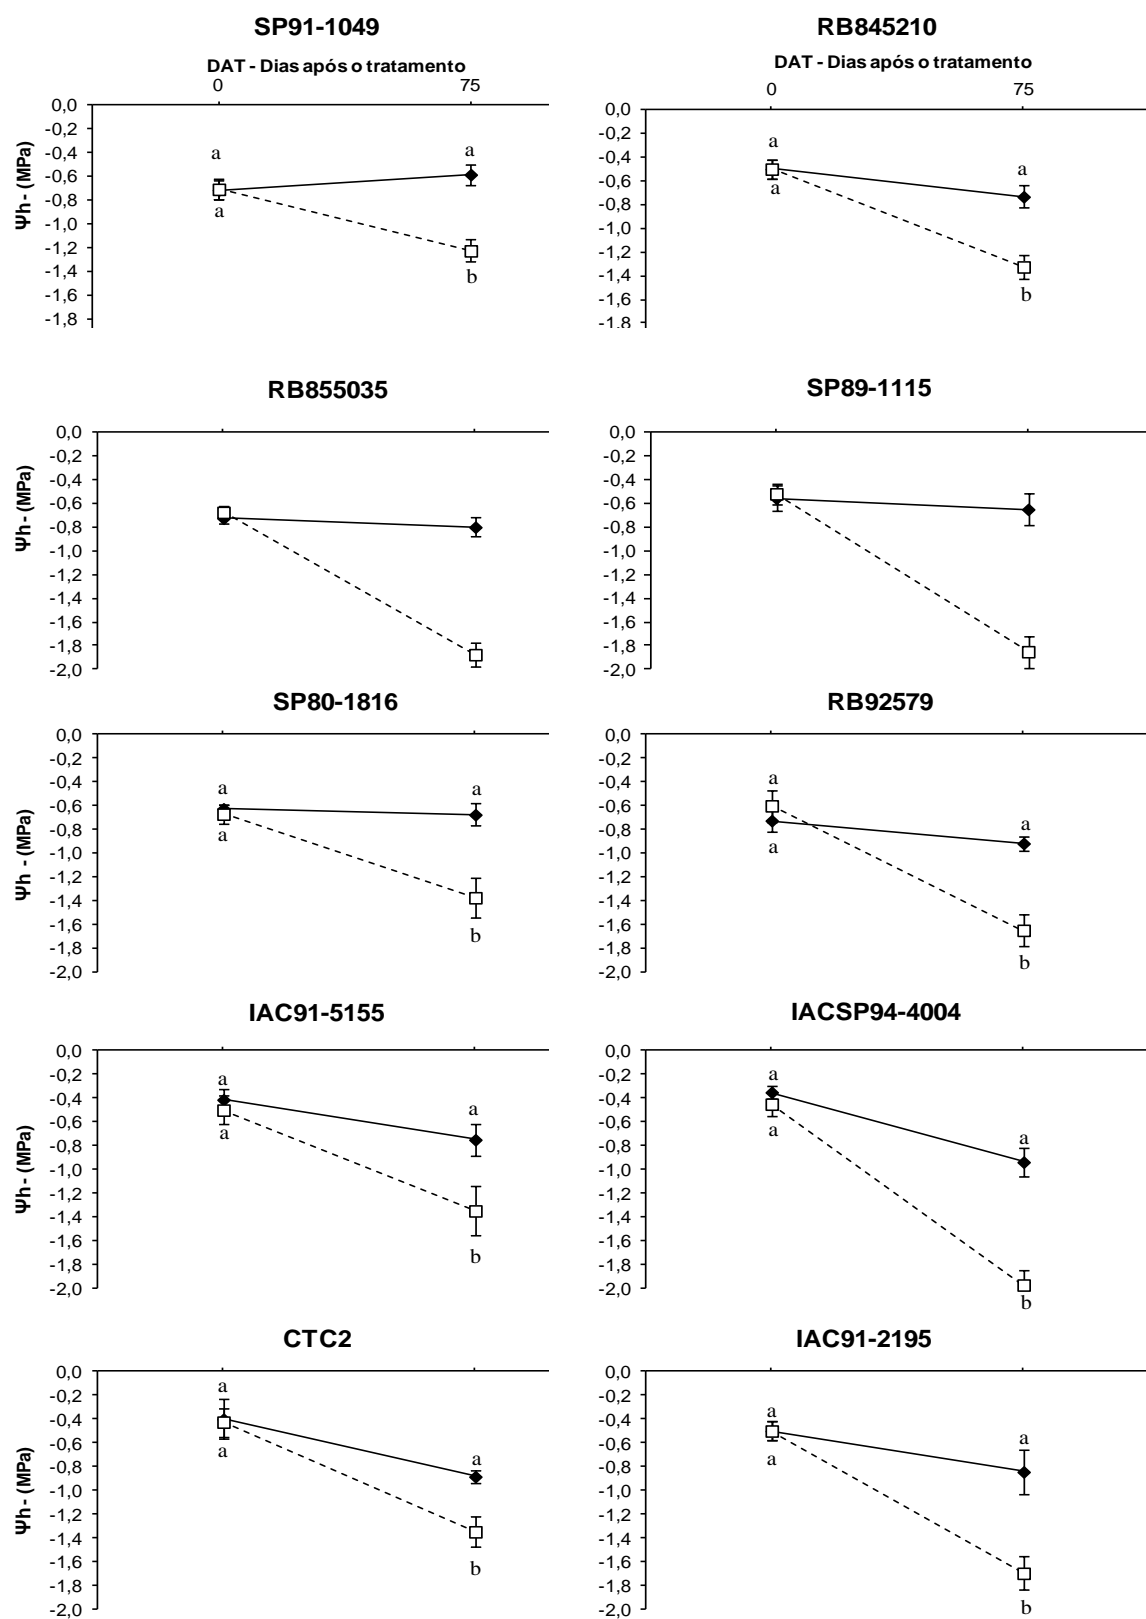 SP91-1049
DAT - Dias após o tratamento
0 75
0,0
-0,2
-0,4
-0,6
-0,8
-1,0
-1,2
-1,4
-1,6
-1,8
Ψh - (MPa)
a a
a
b
RB845210
DAT - Dias após o tratamento
0 75
0,0
-0,2
-0,4
-0,6
-0,8
-1,0
-1,2
-1,4
-1,6
-1,8
a a
a
b
RB855035
0,0
-0,2
-0,4
-0,6
-0,8
-1,0
-1,2
-1,4
-1,6
-1,8
-2,0
Ψh - (MPa)
SP89-1115
0,0
-0,2
-0,4
-0,6
-0,8
-1,0
-1,2
-1,4
-1,6
-1,8
-2,0
SP80-1816
0,0
-0,2
-0,4
-0,6
-0,8
-1,0
-1,2
-1,4
-1,6
-1,8
-2,0
Ψh - (MPa)
a a
a
b
RB92579
0,0
-0,2
-0,4
-0,6
-0,8
-1,0
-1,2
-1,4
-1,6
-1,8
-2,0
a
a
a
b
IAC91-5155
0,0
-0,2
-0,4
-0,6
-0,8
-1,0
-1,2
-1,4
-1,6
-1,8
-2,0
Ψh - (MPa)
a
a
a
b
IACSP94-4004
0,0
-0,2
-0,4
-0,6
-0,8
-1,0
-1,2
-1,4
-1,6
-1,8
-2,0
a
a
a
b
CTC2
0,0
-0,2
-0,4
-0,6
-0,8
-1,0
-1,2
-1,4
-1,6
-1,8
-2,0
Ψh - (MPa)
a
a
a
b
IAC91-2195
0,0
-0,2
-0,4
-0,6
-0,8
-1,0
-1,2
-1,4
-1,6
-1,8
-2,0
a
a
a
b